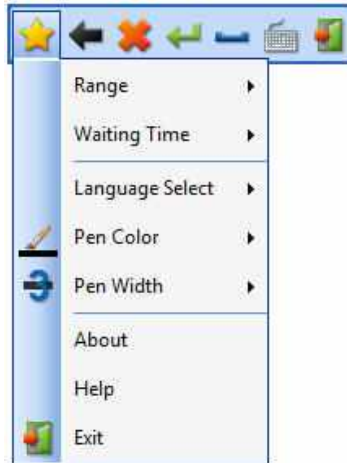 Range
Waiting Time
Language Select
Pen Color
Pen Width
About
Help
Exit